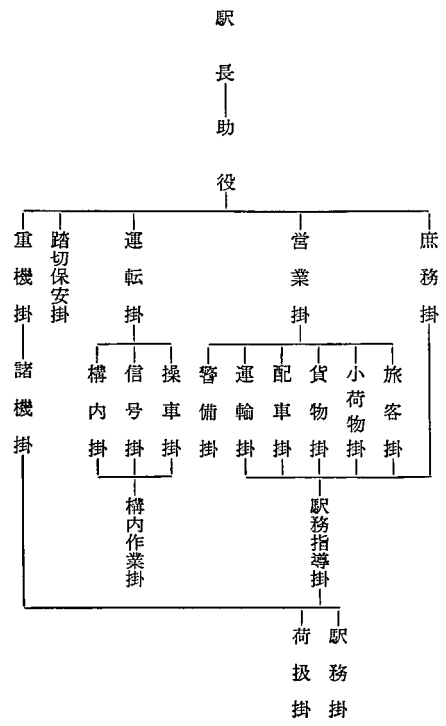 駅長
助役
庶務掛
営業掛
運転掛
踏切保安掛
重機掛
旅客掛
小荷物掛
貨物掛
配車掛
運輸掛
警備掛
操車掛
信号掛
構内掛
諸機掛
駅務指導掛
構内作業掛
駅務掛
荷扱掛